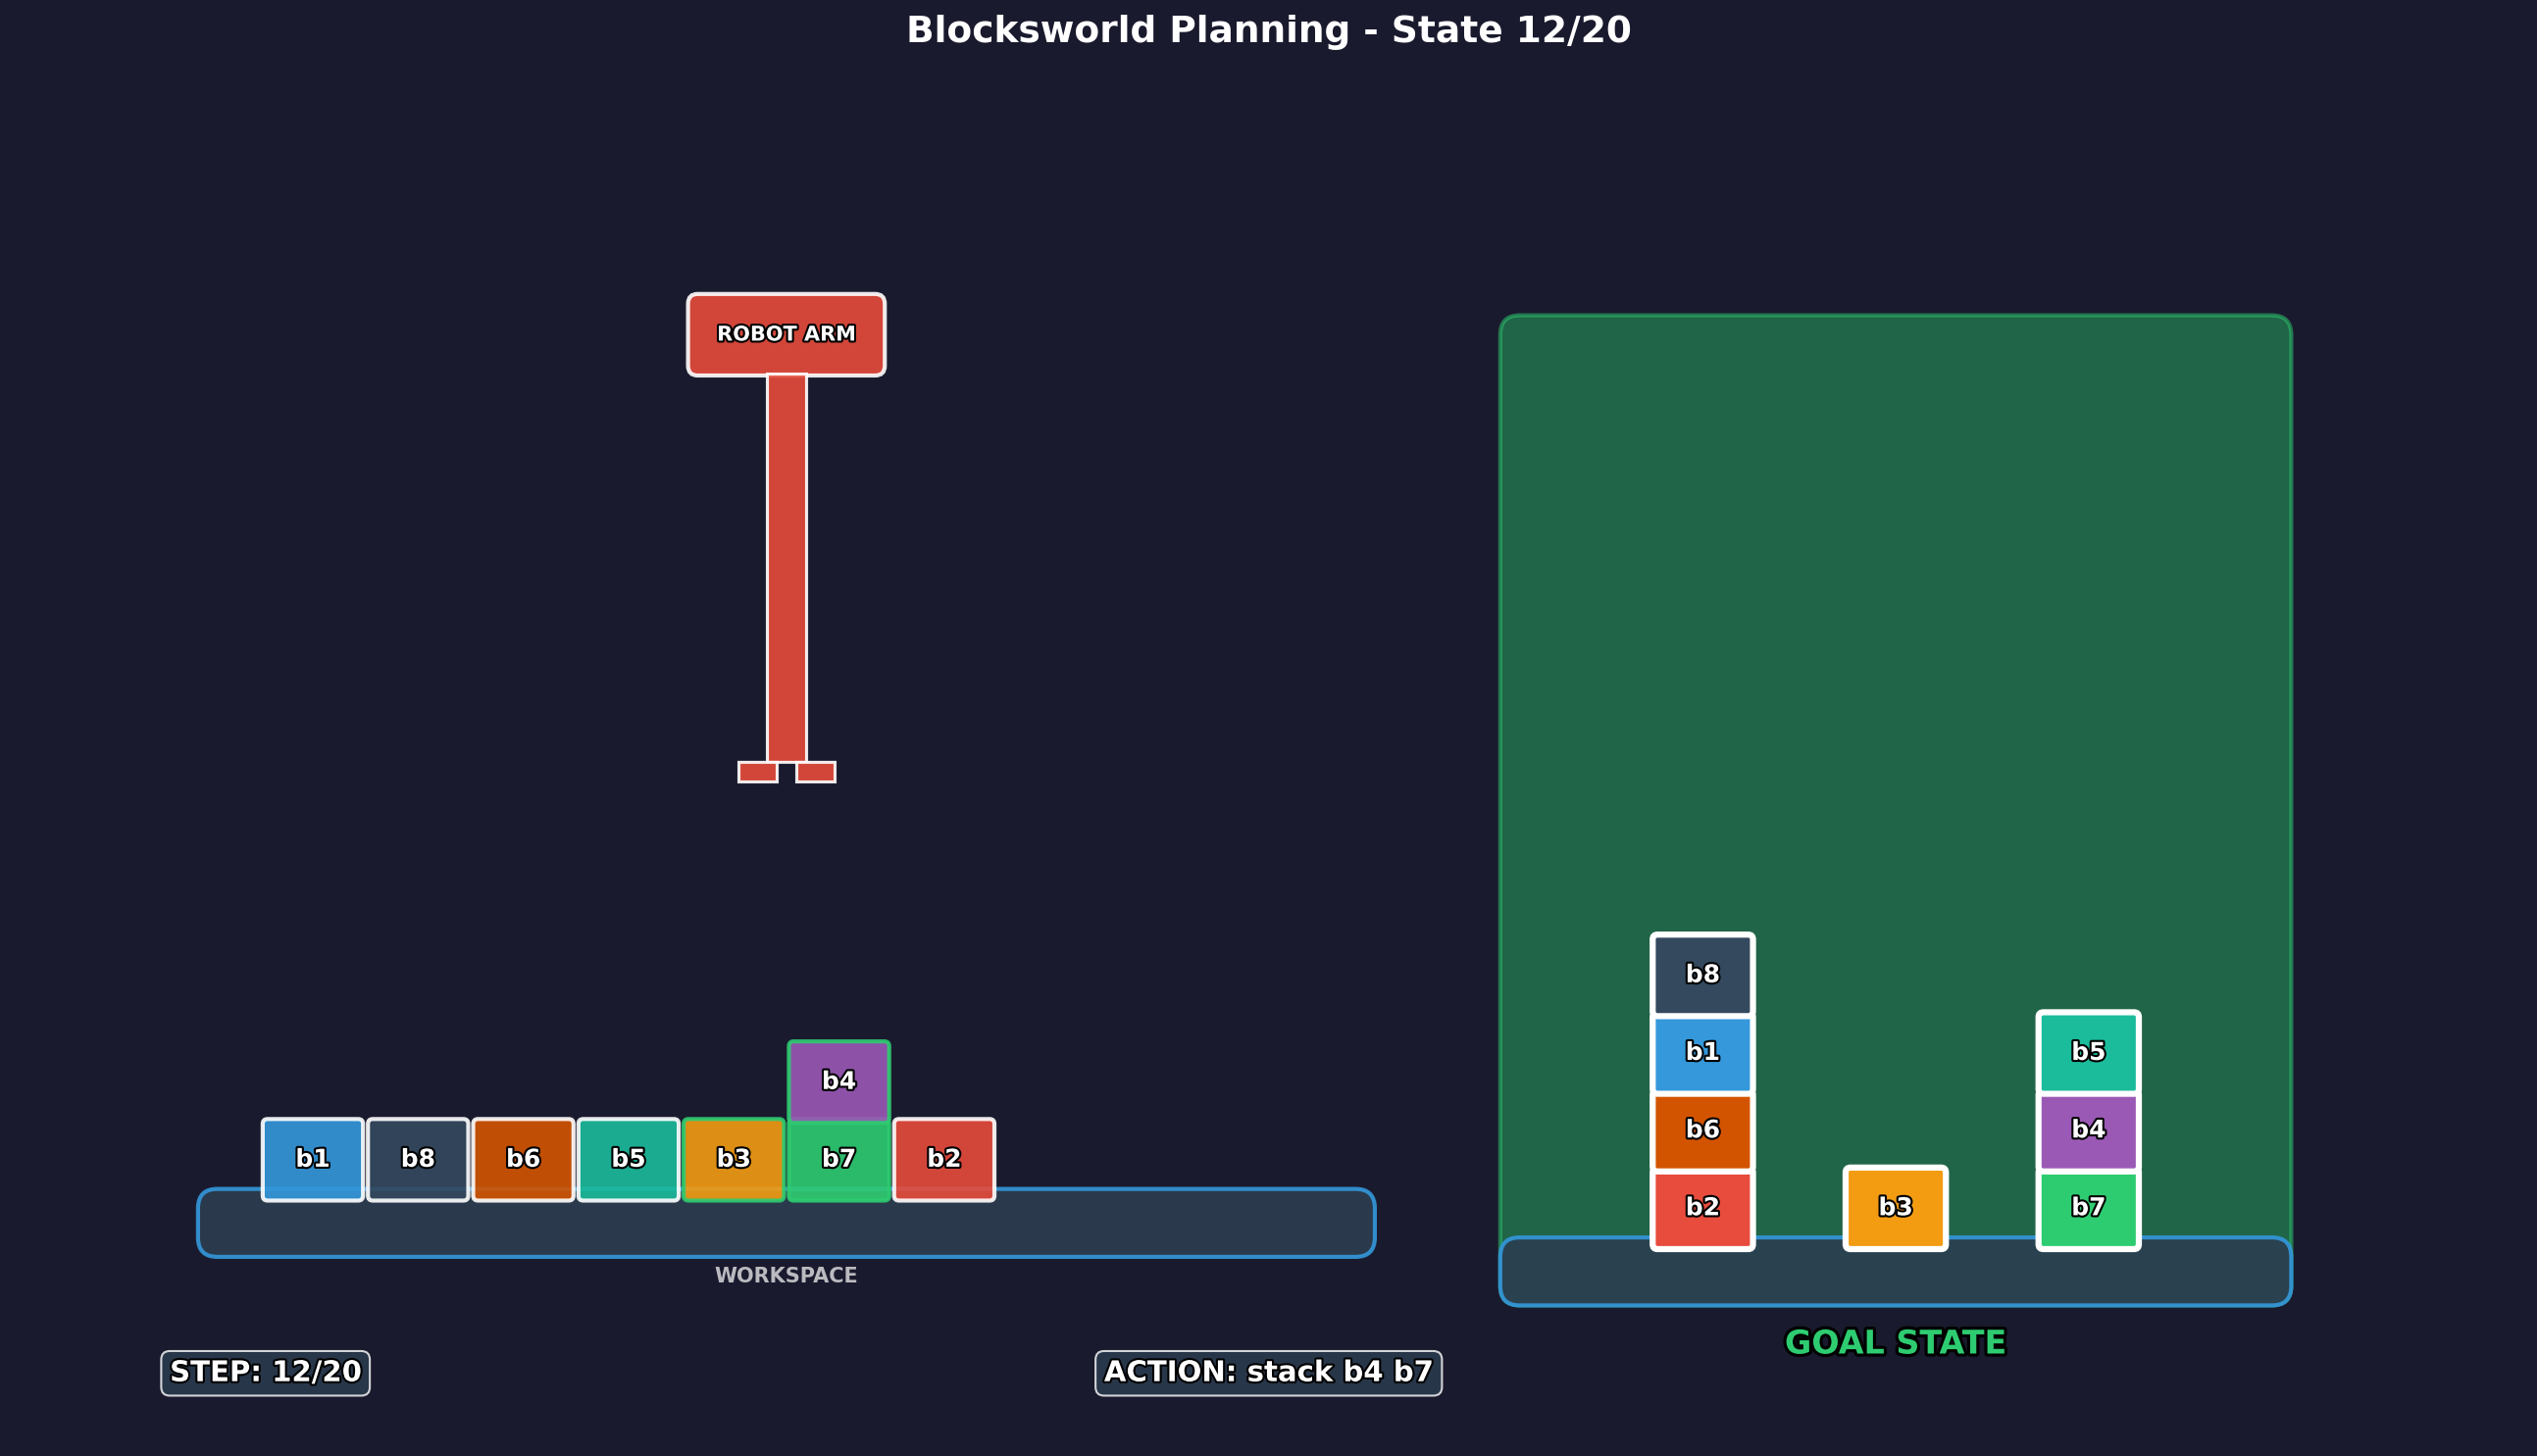 Blocksworld Planning - State 12/20
ROBOT ARM
b4
b1 b8 b6 b5 b3 b7 b2
WORKSPACE
b8
b1 b5
b6 b4
b2 b3 b7
GOAL STATE
STEP: 12/20
ACTION: stack b4 b7